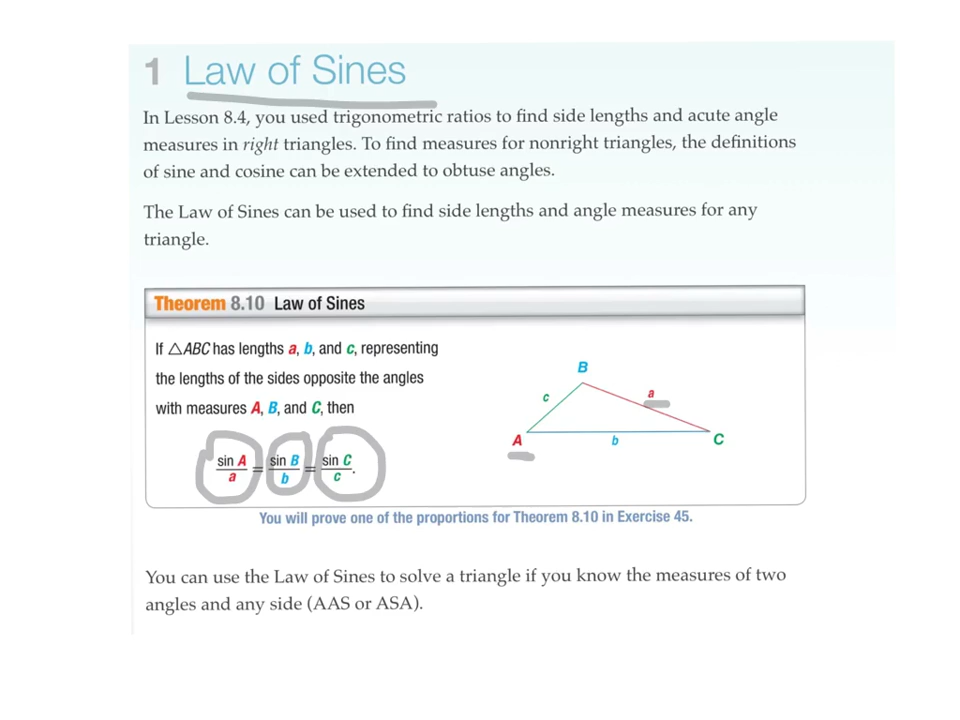 1 Law of Sines
In Lesson 8.4, you used trigonometric ratios to find side lengths and acute angle
measures in right triangles. To find measures for nonright triangles, the definitions
of sine and cosine can be extended to obtuse angles.
The Law of Sines can be used to find side lengths and angle measures for any
triangle.
Theorem 8.10 Law of Sines
If △ABC has lengths a, b, and c, representing
the lengths of the sides opposite the angles
with measures A, B, and C, then
sin A/a = sin B/b = sin C/c.
B
c
a
A
b
C
You will prove one of the proportions for Theorem 8.10 in Exercise 45.
You can use the Law of Sines to solve a triangle if you know the measures of two
angles and any side (AAS or ASA).